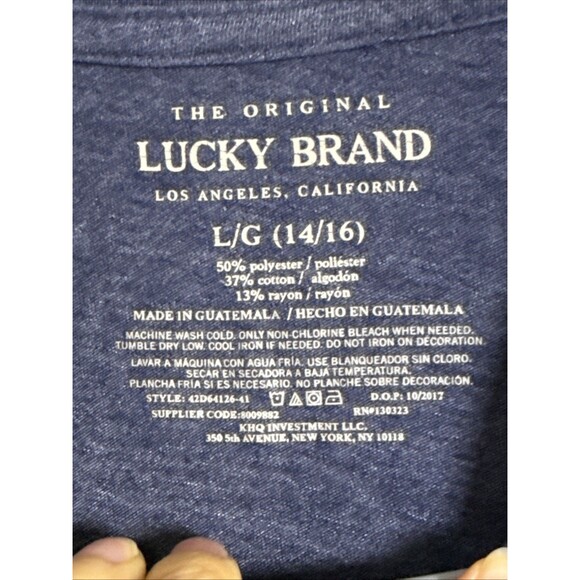 THE ORIGINAL
LUCKY BRAND
LOS ANGELES, CALIFORNIA
L/G (14/16)
50% polyester / poliéster
37% cotton / algodón
13% rayon / rayón
MADE IN GUATEMALA / HECHO EN GUATEMALA
MACHINE WASH COLD. ONLY NON-CHLORINE BLEACH WHEN NEEDED.
TUMBLE DRY LOW. COOL IRON IF NEEDED. DO NOT IRON ON DECORATION.
LAVAR A MÁQUINA CON AGUA FRÍA. USE BLANQUEADOR SIN CLORO.
SECAR EN SECADORA A BAJA TEMPERATURA.
PLANCHA FRÍA SI ES NECESARIO. NO PLANCHE SOBRE DECORACIÓN.
STYLE: 42D64126-41 D.O.P: 10/2017
SUPPLIER CODE:8009882 RN#130323
KHQ INVESTMENT LLC.
350 5th AVENUE, NEW YORK, NY 10118